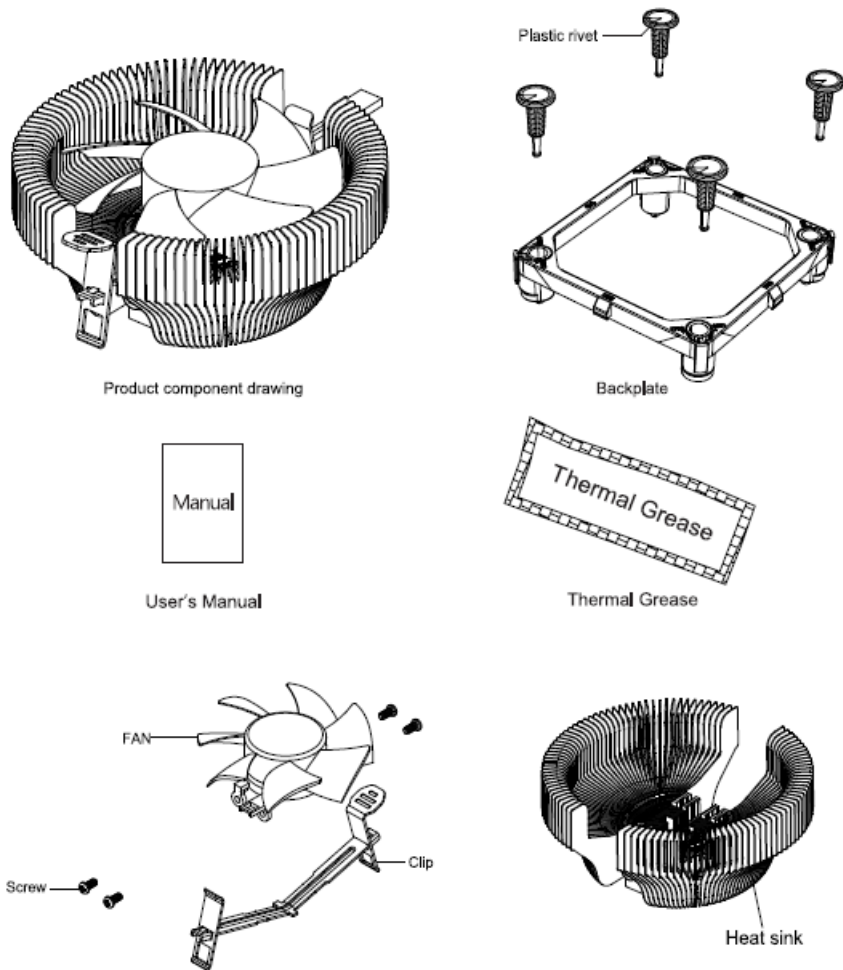 Plastic rivet
Product component drawing
Backplate
Manual
Thermal Grease
User's Manual
Thermal Grease
FAN
Clip
Screw
Heat sink